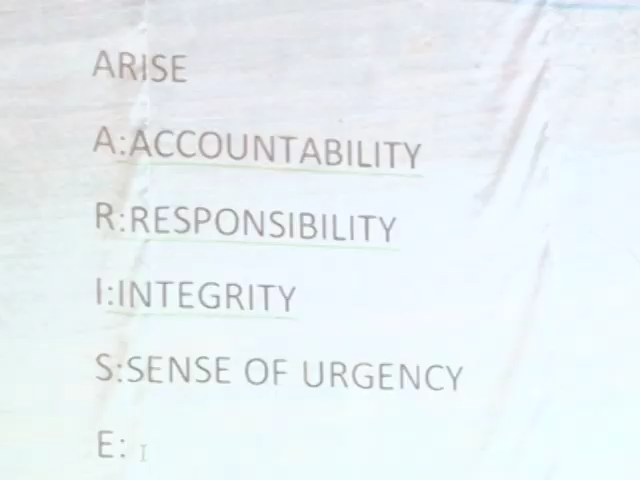 ARISE
A:ACCOUNTABILITY
R:RESPONSIBILITY
I:INTEGRITY
S:SENSE OF URGENCY
E: